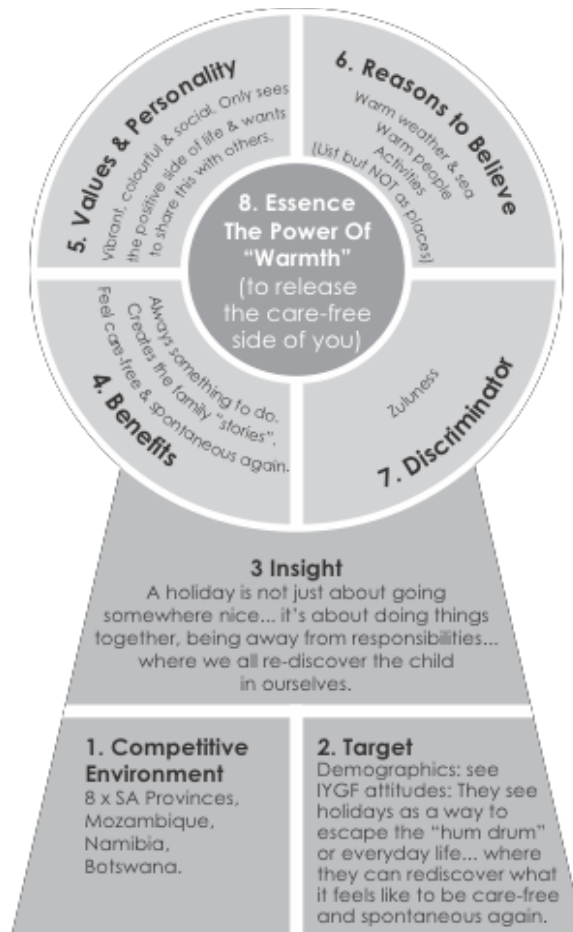 5. Values & Personality
Vibrant, colourful & social. Only sees
the positive side of life & wants
to share this with others.
6. Reasons to Believe
Warm weather & sea
Warm people
Activities
(List but NOT as places)
8. Essence
The Power Of
“Warmth”
(to release
the care-free
side of you)
Always something to do.
Creates the family “stories”.
Feel care-free & spontaneous again.
4. Benefits
Zuluness
7. Discriminator
3 Insight
A holiday is not just about going
somewhere nice... it’s about doing things
together, being away from responsibilities...
where we all re-discover the child
in ourselves.
1. Competitive
Environment
8 x SA Provinces,
Mozambique,
Namibia,
Botswana.
2. Target
Demographics: see
IYGF attitudes: They see
holidays as a way to
escape the “hum drum”
or everyday life... where
they can rediscover what
it feels like to be care-free
and spontaneous again.